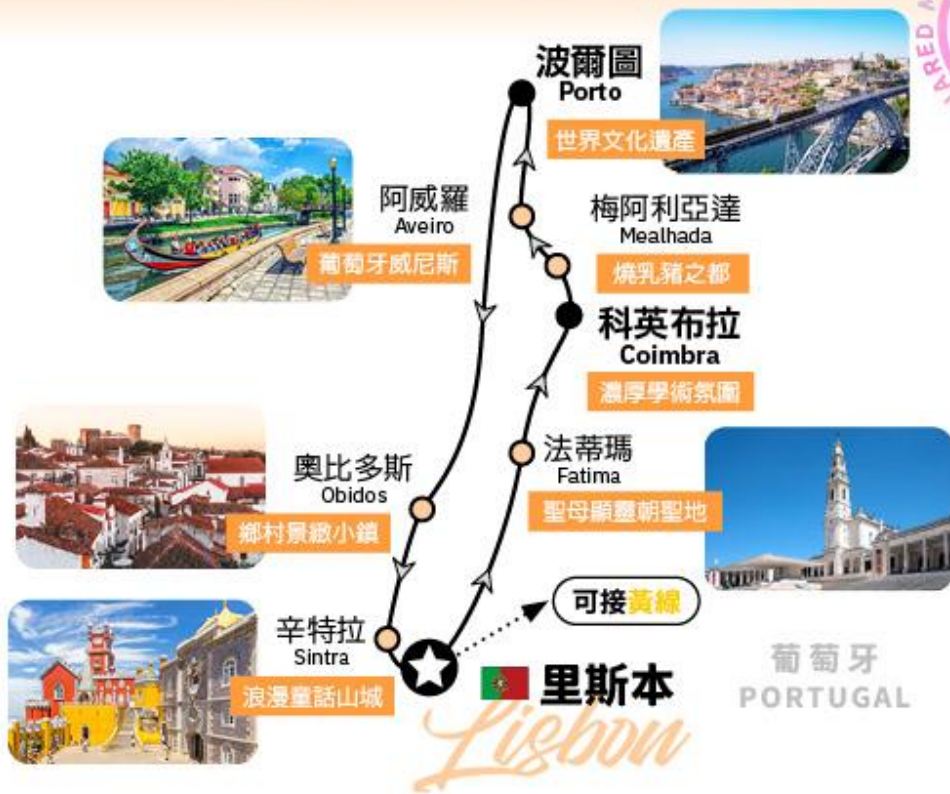 波爾圖
Porto
世界文化遺產
ARED
阿威羅
Aveiro
葡萄牙威尼斯
梅阿利亞達
Mealhada
燒乳豬之都
科英布拉
Coimbra
濃厚學術氛圍
奧比多斯
Obidos
鄉村景緻小鎮
法蒂瑪
Fatima
聖母顯靈朝聖地
可接黃線
辛特拉
Sintra
浪漫童話山城
里斯本
Lisbon
葡萄牙
PORTUGAL